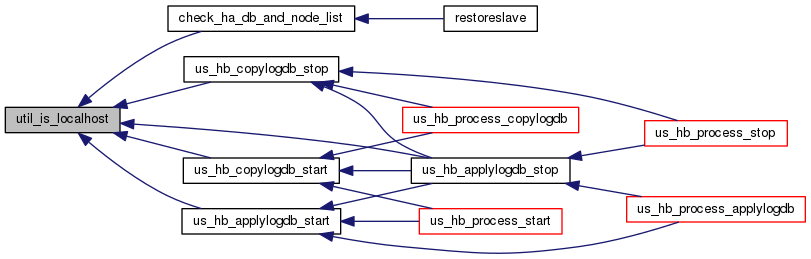 check_ha_db_and_node_list
restoreslave
us_hb_copylogdb_stop
util_is_localhost
us_hb_process_copylogdb
us_hb_process_stop
us_hb_copylogdb_start
us_hb_applylogdb_stop
us_hb_applylogdb_start
us_hb_process_start
us_hb_process_applylogdb